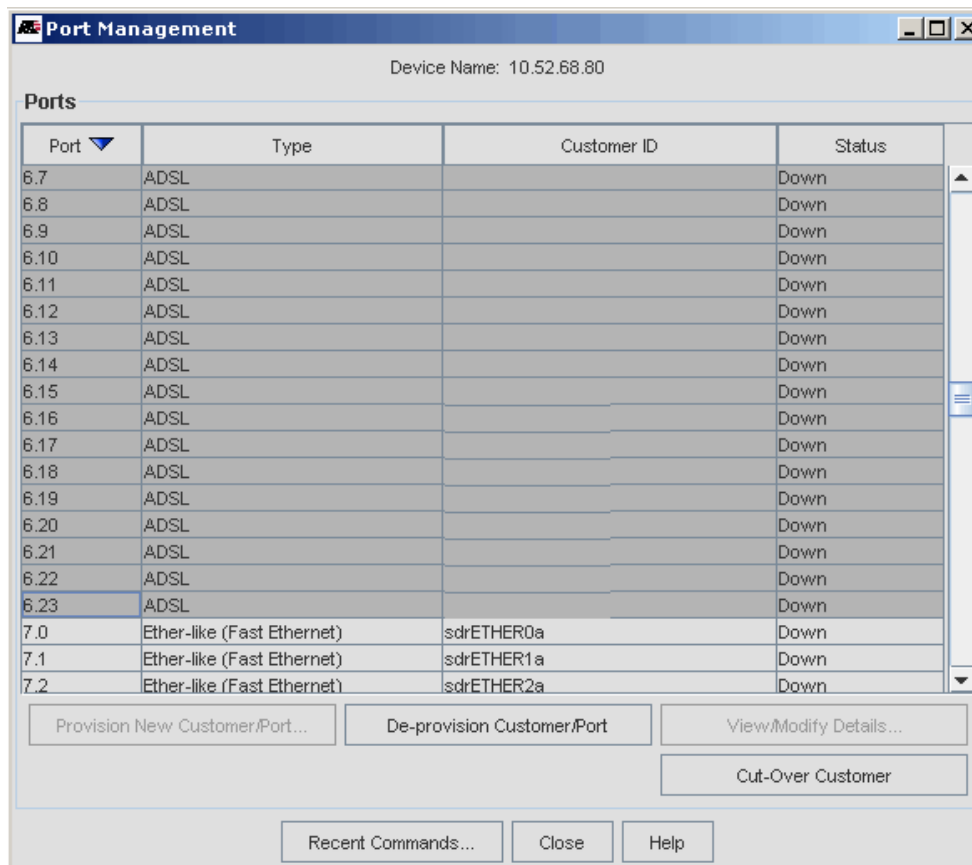 Port Management
Device Name: 10.52.68.80
Ports
Port Type Customer ID Status
6.7 ADSL Down
6.8 ADSL Down
6.9 ADSL Down
6.10 ADSL Down
6.11 ADSL Down
6.12 ADSL Down
6.13 ADSL Down
6.14 ADSL Down
6.15 ADSL Down
6.16 ADSL Down
6.17 ADSL Down
6.18 ADSL Down
6.19 ADSL Down
6.20 ADSL Down
6.21 ADSL Down
6.22 ADSL Down
6.23 ADSL Down
7.0 Ether-like (Fast Ethernet) sdrETHER0a Down
7.1 Ether-like (Fast Ethernet) sdrETHER1a Down
7.2 Ether-like (Fast Ethernet) sdrETHER2a Down
Provision New Customer/Port... De-provision Customer/Port View/Modify Details...
Cut-Over Customer
Recent Commands... Close Help